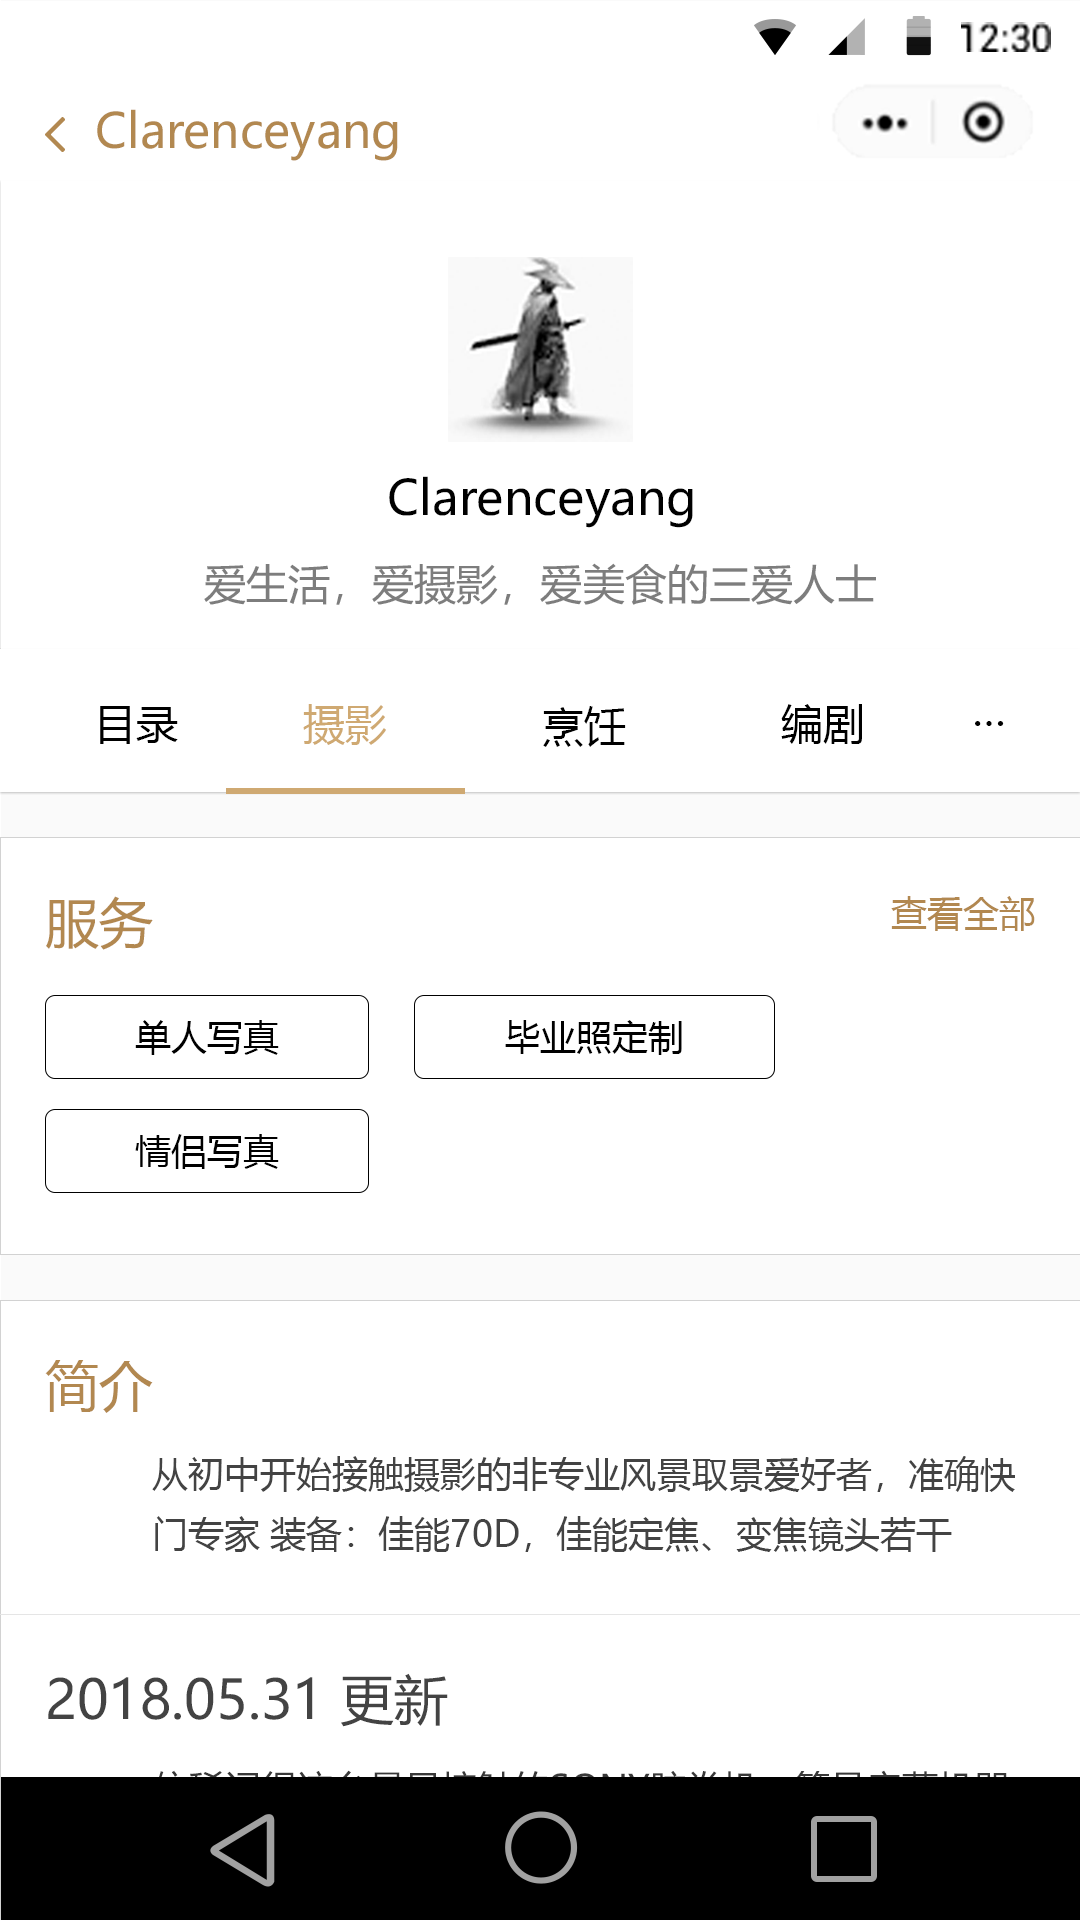 12:30
Clarenceyang
Clarenceyang
爱生活，爱摄影，爱美食的三爱人士
目录 摄影 烹饪 编剧 ...
服务 查看全部
单人写真 毕业照定制
情侣写真
简介
从初中开始接触摄影的非专业风景取景爱好者，准确快
门专家 装备：佳能70D，佳能定焦、变焦镜头若干
2018.05.31 更新